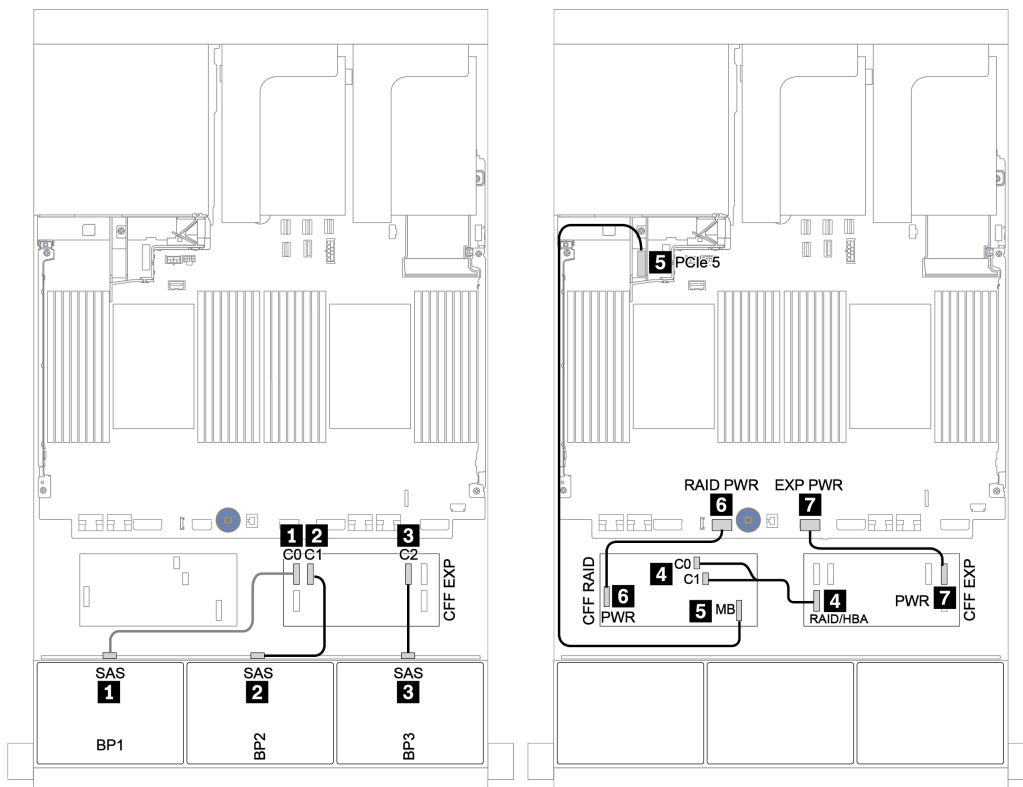 1 2 3
C0 C1 C2
CFF EXP
SAS SAS SAS
1 2 3
BP1 BP2 BP3
5 PCIe 5
RAID PWR EXP PWR
6 7
CFF RAID
4 C0
C1
6
PWR
5 MB
4
RAID/HBA
PWR 7
CFF EXP